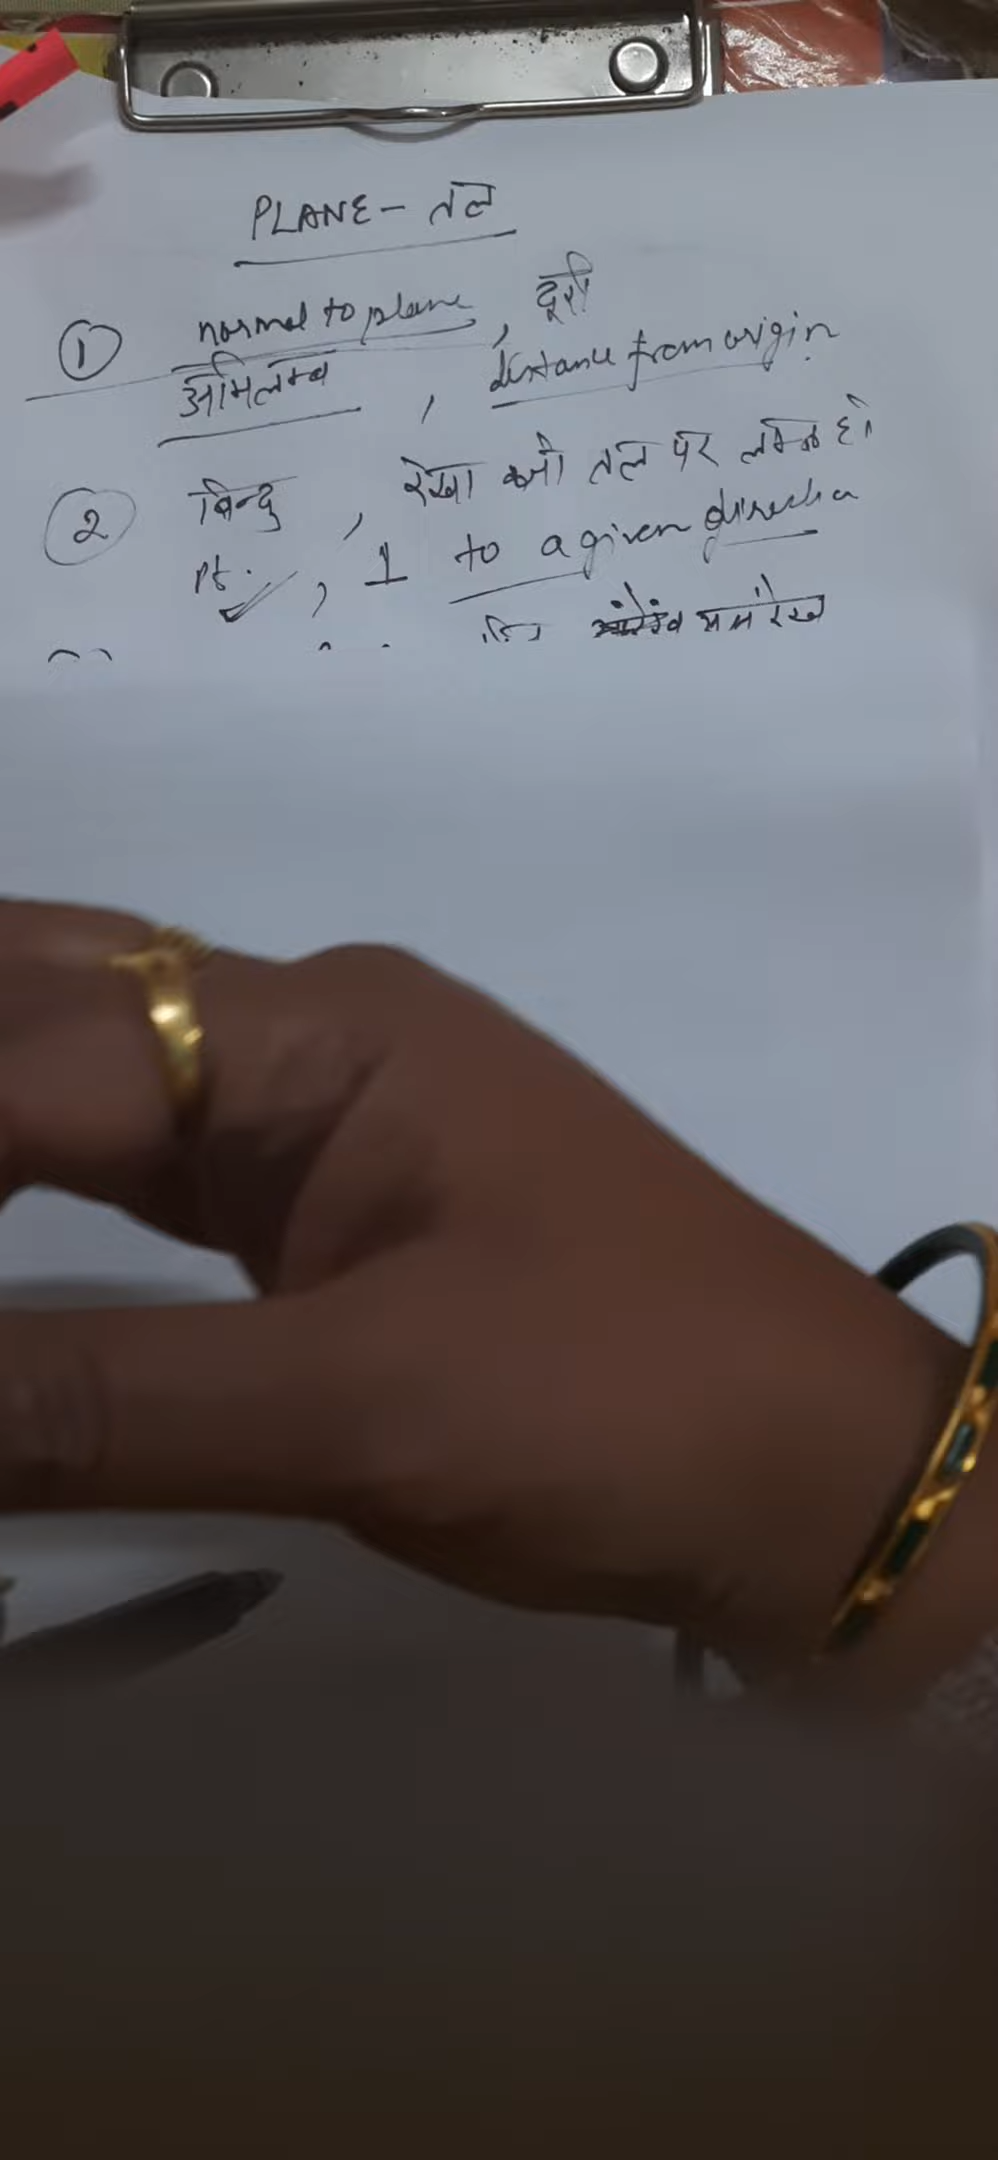 PLANE - तल
① normal to plane, दूरी
अभिलम्ब, distance from origin
② बिन्दु, रेखा जो तल पर लम्ब हो
Pt. ✓, ⊥ to a given direction